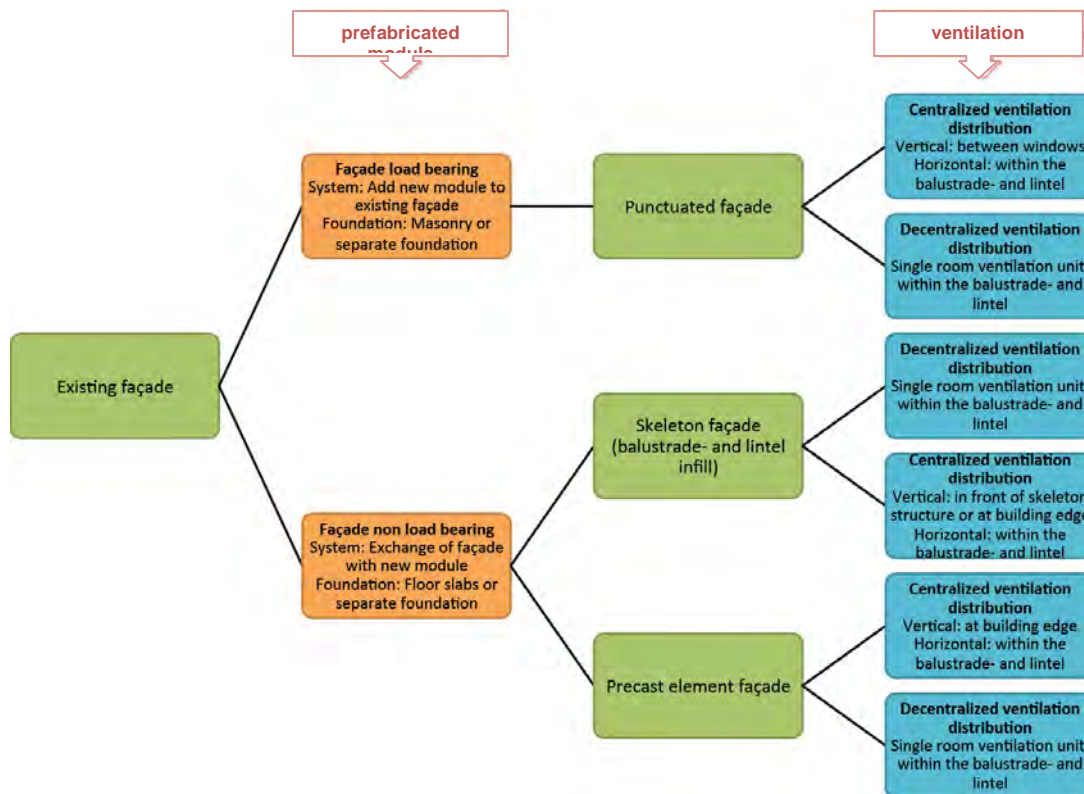 prefabricated
module
ventilation
Existing façade
Façade load bearing
System: Add new module to
existing façade
Foundation: Masonry or
separate foundation
Façade non load bearing
System: Exchange of façade
with new module
Foundation: Floor slabs or
separate foundation
Punctuated façade
Skeleton façade
(balustrade- and lintel
infill)
Precast element façade
Centralized ventilation
distribution
Vertical: between windows
Horizontal: within the
balustrade- and lintel
Decentralized ventilation
distribution
Single room ventilation unit
within the balustrade- and
lintel
Decentralized ventilation
distribution
Single room ventilation unit
within the balustrade- and
lintel
Centralized ventilation
distribution
Vertical: in front of skeleton
structure or at building edge
Horizontal: within the
balustrade- and lintel
Centralized ventilation
distribution
Vertical: at building edge
Horizontal: within the
balustrade- and lintel
Decentralized ventilation
distribution
Single room ventilation unit
within the balustrade- and
lintel